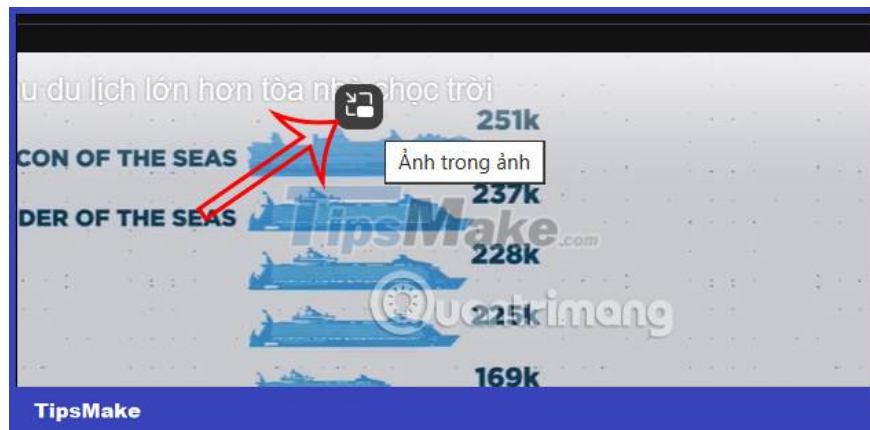 u du lịch lớn hơn tòa nhà chọc trời
251k
CON OF THE SEAS
Ảnh trong ảnh
237k
DER OF THE SEAS
TipsMake.com
228k
Quantrimang
225k
169k
TipsMake